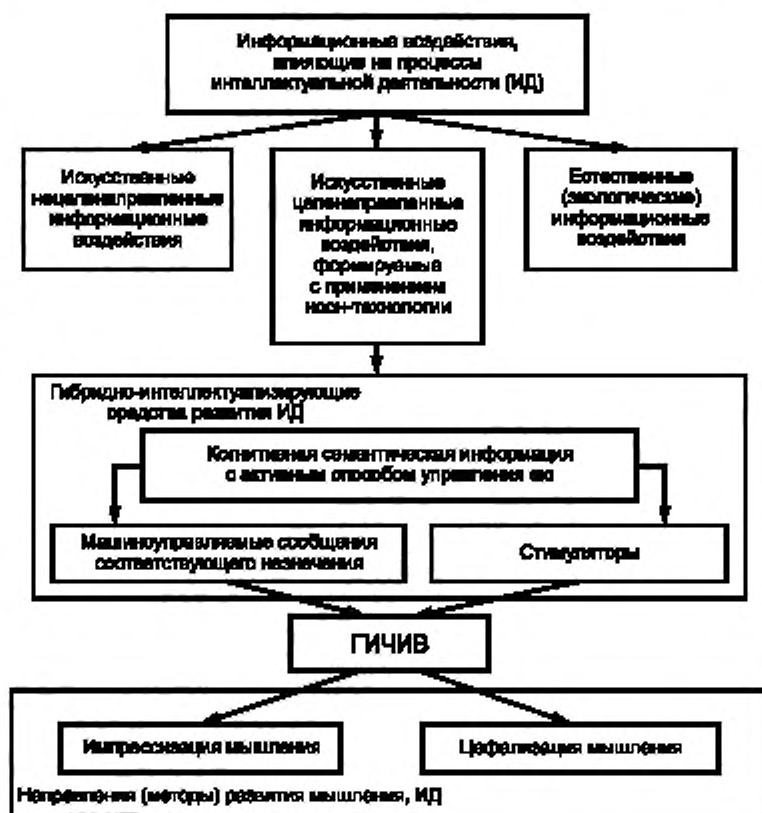 Информационные воздействия,
влияющие на процессы
интеллектуальной деятельности (ИД)
Искусственные
нецеленаправленные
информационные
воздействия
Искусственные
целенаправленные
информационные
воздействия,
формируемые
с применением
ноон-технологии
Естественные
(экологические)
информационные
воздействия
Гибридно-интеллектуализирующие
средства развития ИД
Когнитивная семантическая информация
с активным способом управления ею
Машиноуправляемые сообщения
соответствующего назначения
Стимуляторы
ГИЧИВ
Импрессизация мышления
Цефализация мышления
Направления (методы) развития мышления, ИД